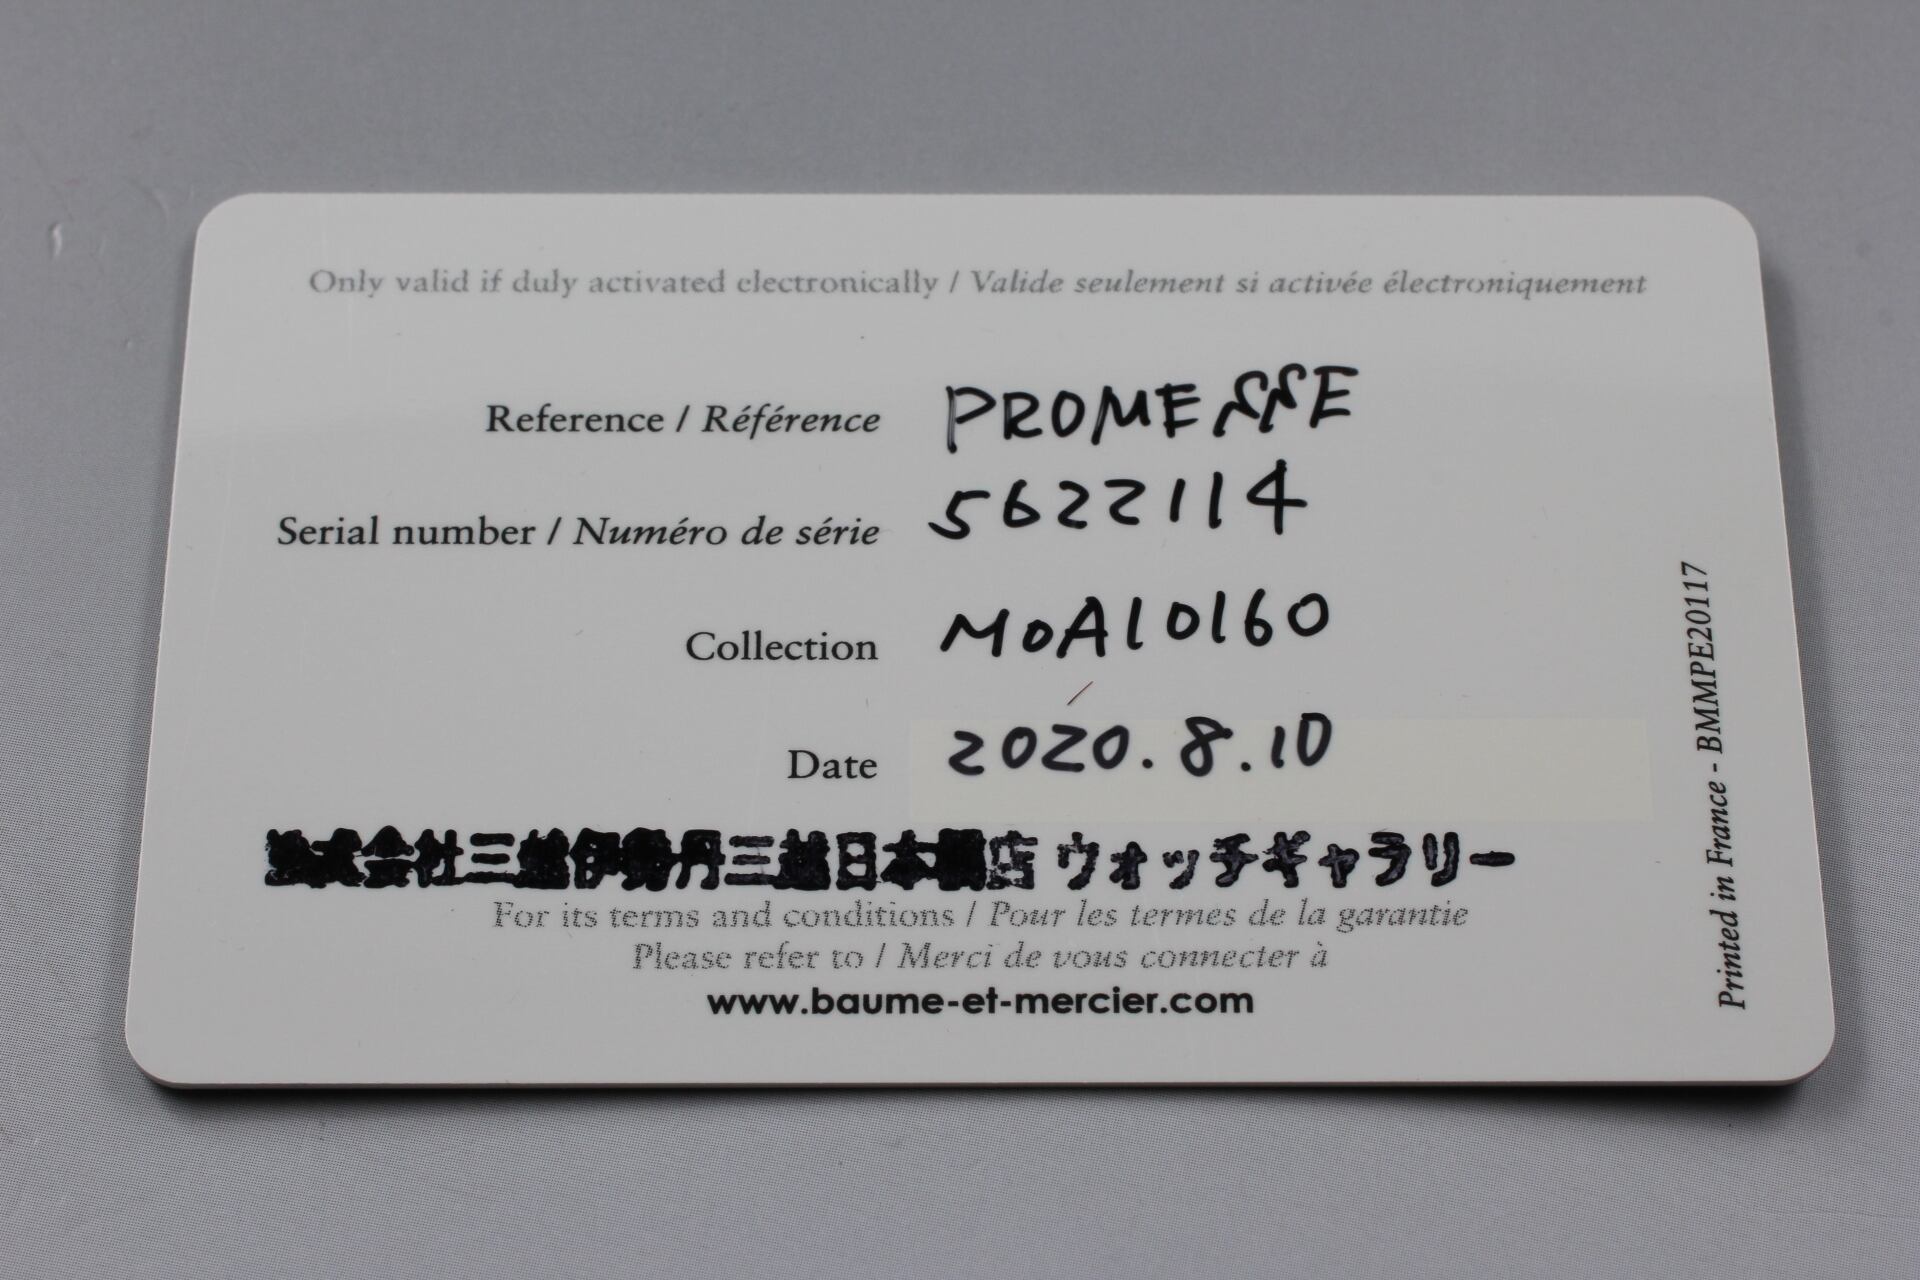 Only valid if duly activated electronically / Valide seulement si activée électroniquement
Reference / Référence PROMESSE
Serial number / Numéro de série 5622114
Collection MOA10160
Date 2020.8.10
株式会社三越伊勢丹三越日本橋店 ウォッチギャラリー
For its terms and conditions / Pour les termes de la garantie
Please refer to / Merci de vous connecter à
www.baume-et-mercier.com
Printed in France - BMMPE20117